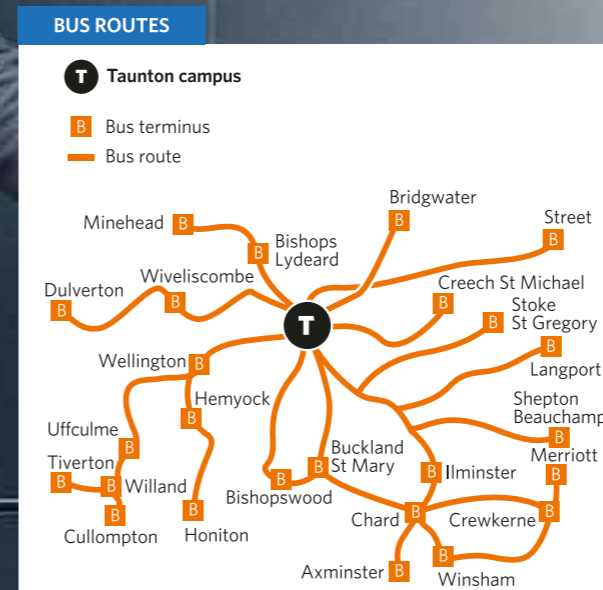 BUS ROUTES
T Taunton campus
B Bus terminus
Bus route
Bridgwater
B
Minehead B
Street
B
Bishops
Lydeard
B
Wiveliscombe
B
Dulverton
B
Creech St Michael
B
Stoke
St Gregory
B
T
Langport
B
Wellington B
Hemyock
B
Shepton
Beauchamp
B
Uffculme
B
Buckland
St Mary
B
Merriott
B
Tiverton
B
B Willand
B Ilminster
Bishopswood
B
Chard B
Crewkerne B
Cullompton
B
Honiton
B
Axminster B
Winsham
B